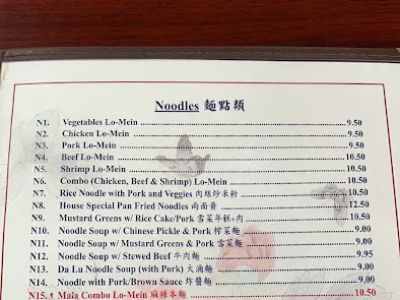 Noodles 麵點類
N1. Vegetables Lo-Mein 9.50
N2. Chicken Lo-Mein 9.50
N3. Pork Lo-Mein 9.50
N4. Beef Lo-Mein 10.50
N5. Shrimp Lo-Mein 10.50
N6. Combo (Chicken, Beef & Shrimp) Lo-Mein 10.50
N7. Rice Noodle with Pork and Veggies 肉絲炒米粉 10.50
N8. House Special Pan Fried Noodles 兩面黃 12.50
N9. Mustard Greens w/ Rice Cake/Pork 雪菜年糕+肉 10.50
N10. Noodle Soup w/ Chinese Pickle & Pork 榨菜麵 9.50
N11. Noodle Soup w/ Mustard Greens & Pork 雪菜麵 9.50
N12. Noodle Soup w/ Stewed Beef 牛肉麵 9.95
N13. Da Lu Noodle Soup (with Pork) 大滷麵 9.50
N14. Noodle with Pork/Brown Sauce 炸醬麵 9.50
N15. Mala Combo Lo-Mein 麻辣本麵 10.50